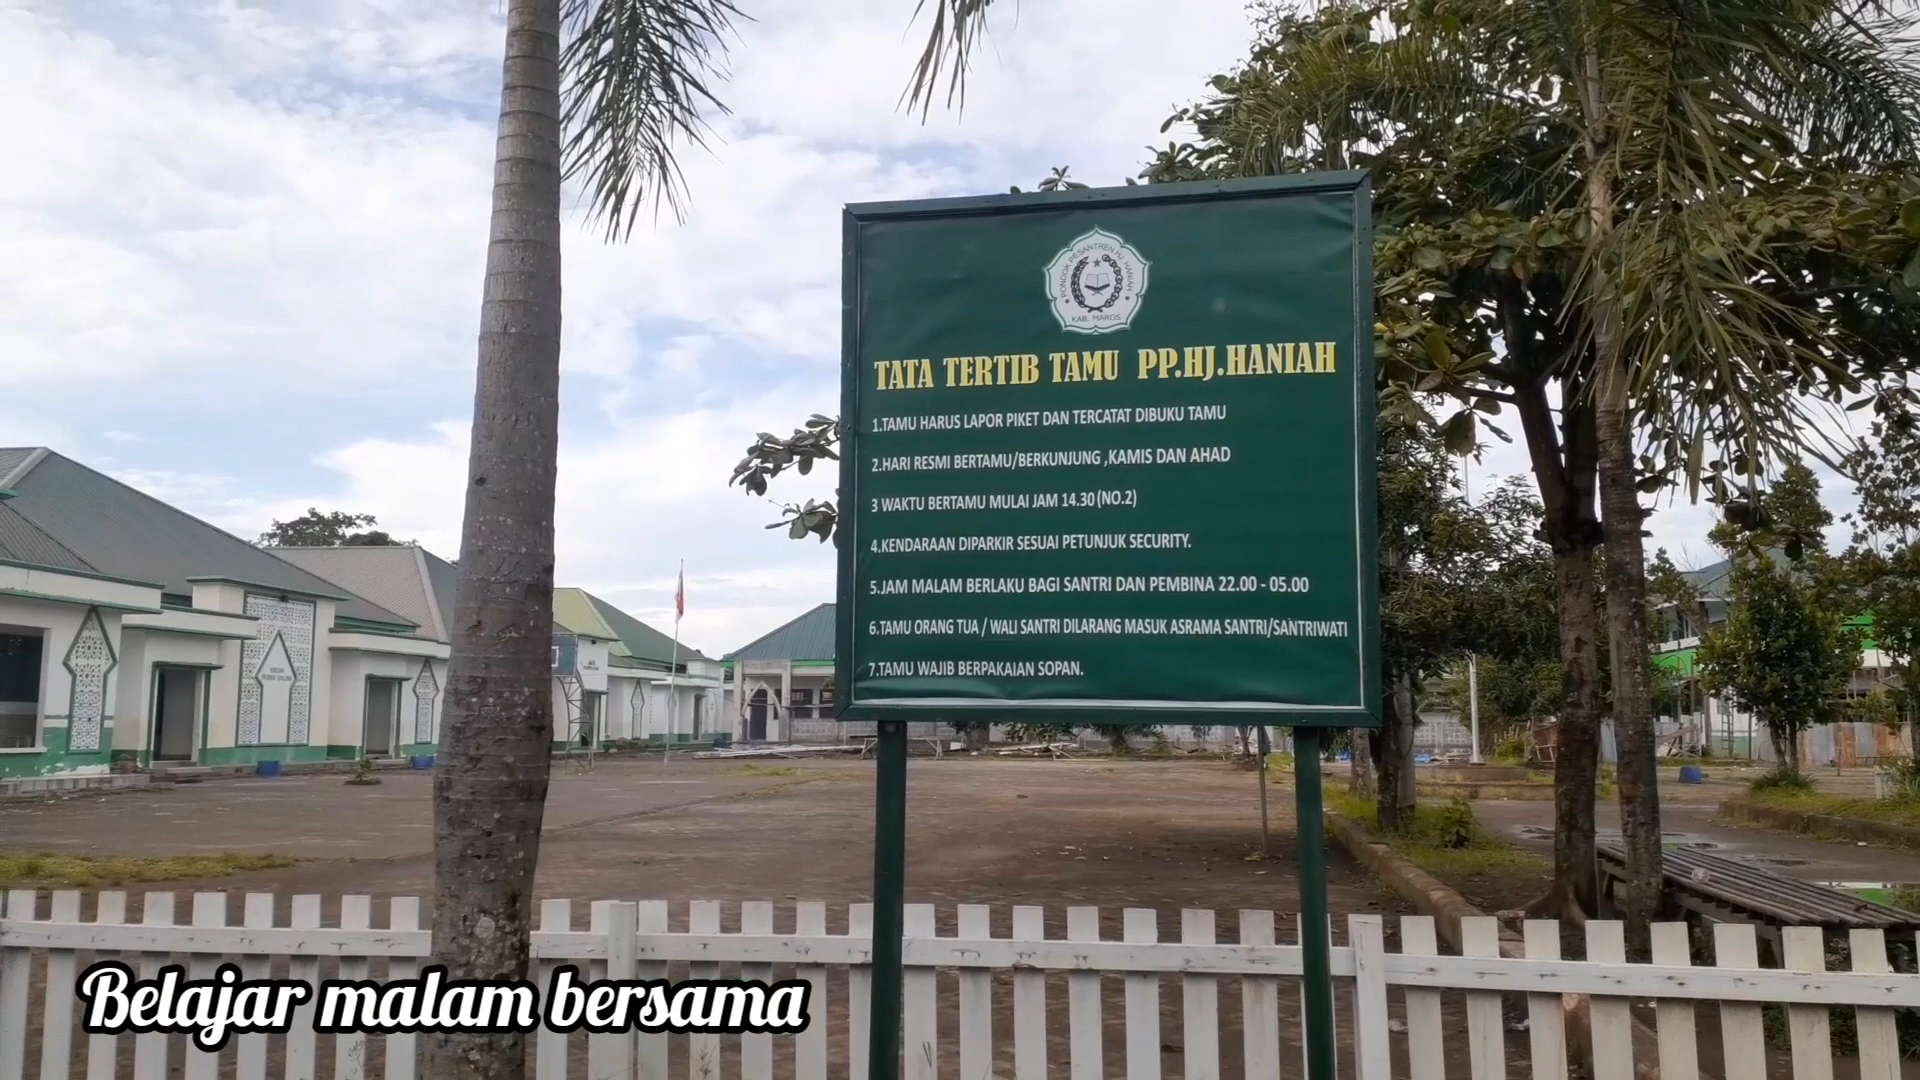 PONDOK PESANTREN HJ. HANIAH
KAB. MAROS
TATA TERTIB TAMU PP.HJ.HANIAH
1.TAMU HARUS LAPOR PIKET DAN TERCATAT DIBUKU TAMU
2.HARI RESMI BERTAMU/BERKUNJUNG ,KAMIS DAN AHAD
3 WAKTU BERTAMU MULAI JAM 14.30 (NO.2)
4.KENDARAAN DIPARKIR SESUAI PETUNJUK SECURITY.
5.JAM MALAM BERLAKU BAGI SANTRI DAN PEMBINA 22.00 - 05.00
6.TAMU ORANG TUA / WALI SANTRI DILARANG MASUK ASRAMA SANTRI/SANTRIWATI
7.TAMU WAJIB BERPAKAIAN SOPAN.
Belajar malam bersama